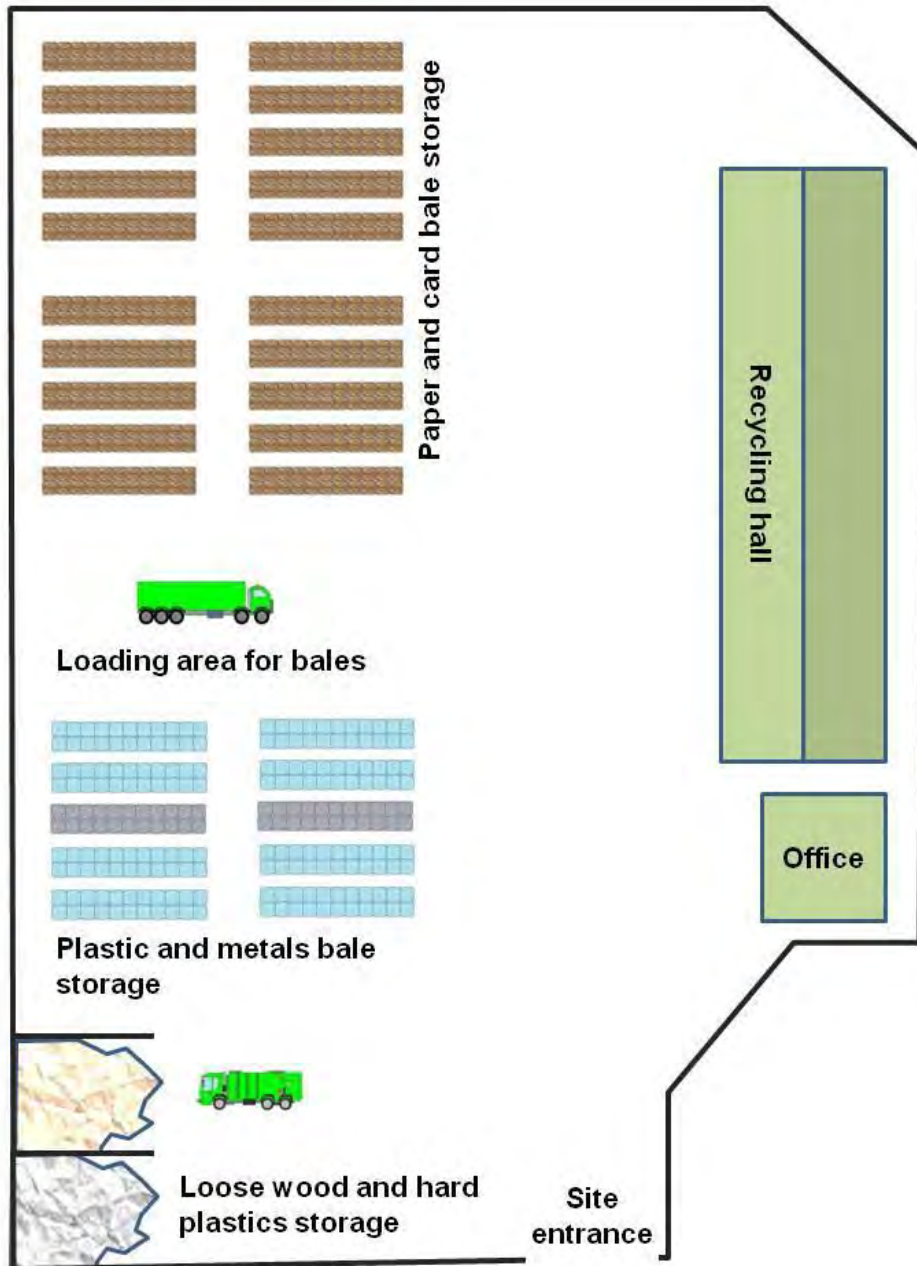 Paper and card bale storage
Recycling hall
Loading area for bales
Office
Plastic and metals bale
storage
Loose wood and hard
plastics storage
Site
entrance